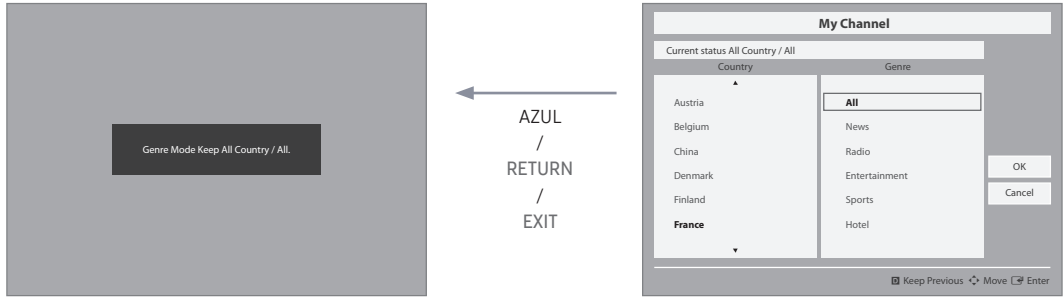 Genre Mode Keep All Country / All.
AZUL
/
RETURN
/
EXIT
My Channel
Current status All Country / All
Country Genre
Austria All
Belgium News
China Radio
Denmark Entertainment
Finland Sports
France Hotel
OK
Cancel
D Keep Previous Move Enter